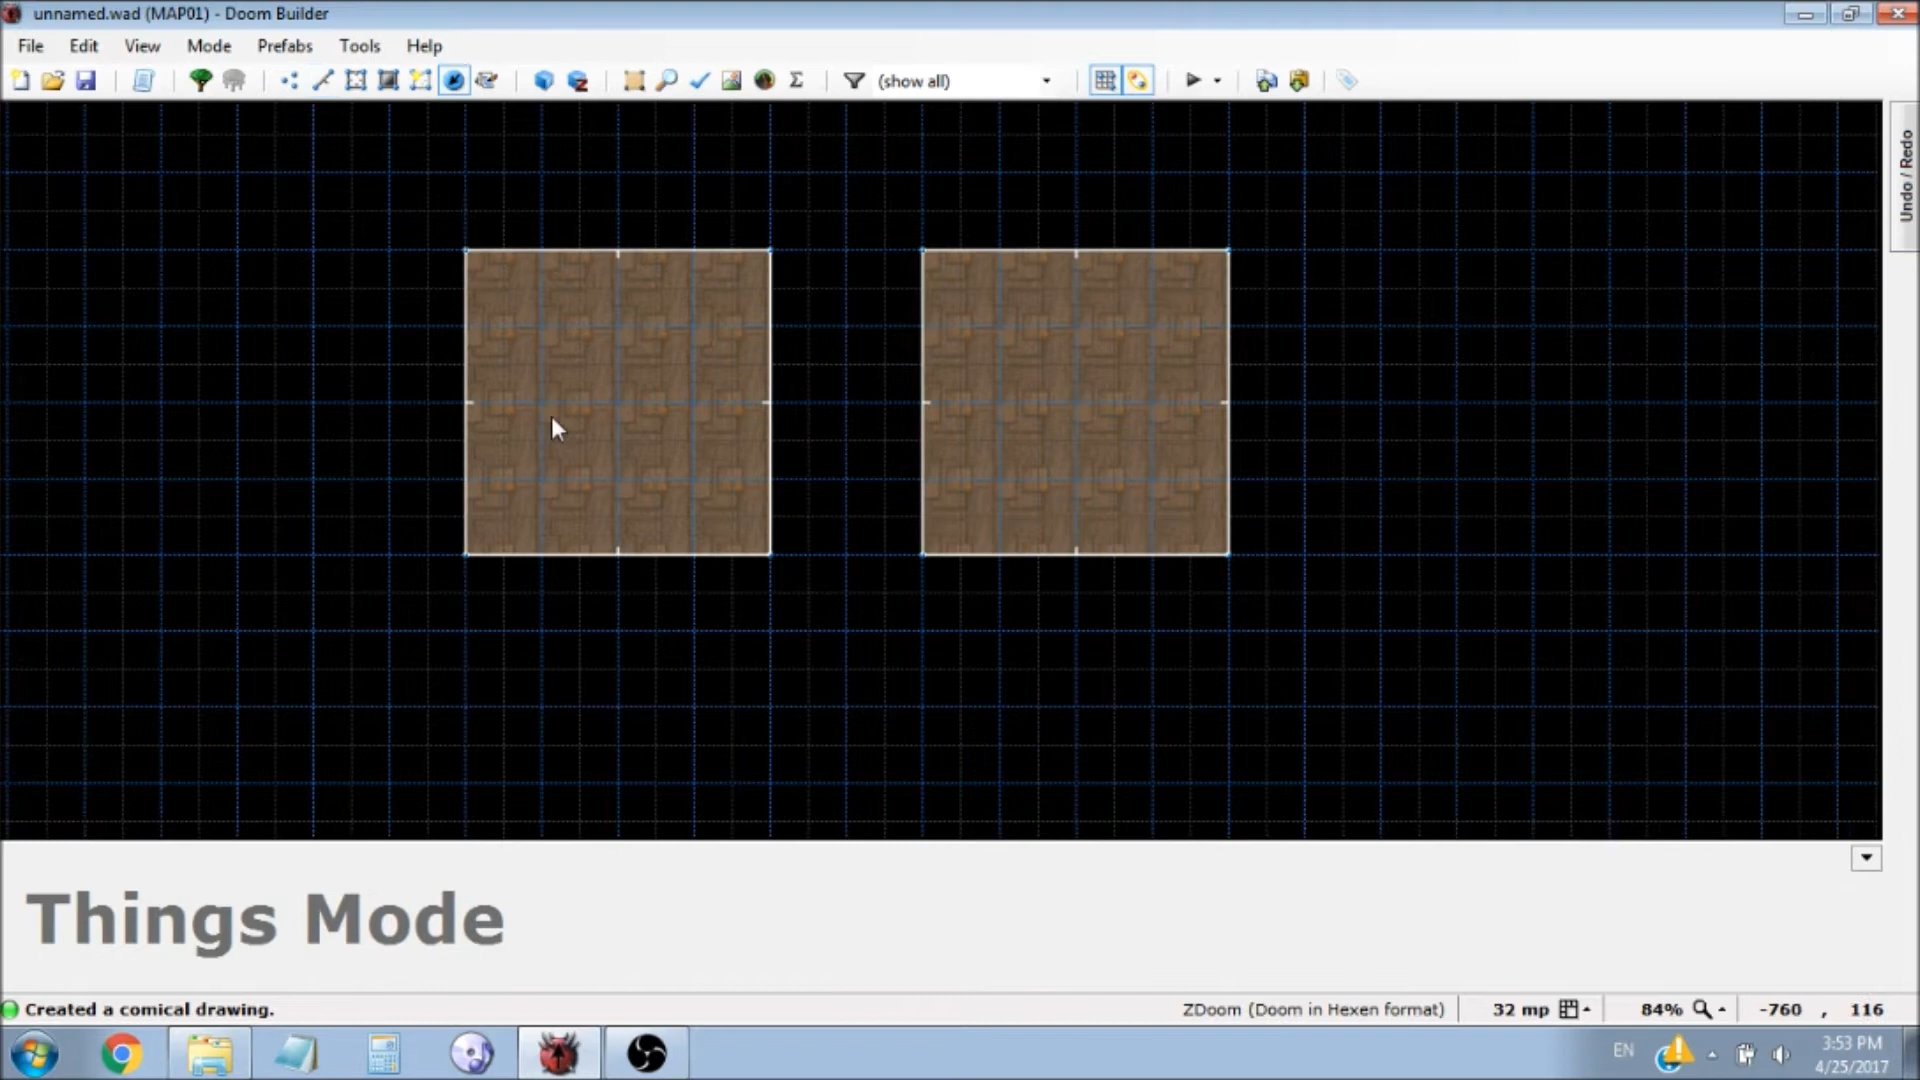 unnamed.wad (MAP01) - Doom Builder
File Edit View Mode Prefabs Tools Help
(show all)
Undo / Redo
Things Mode
Created a comical drawing.
ZDoom (Doom in Hexen format) 32 mp 84% -760 , 116
EN
3:53 PM
4/25/2017